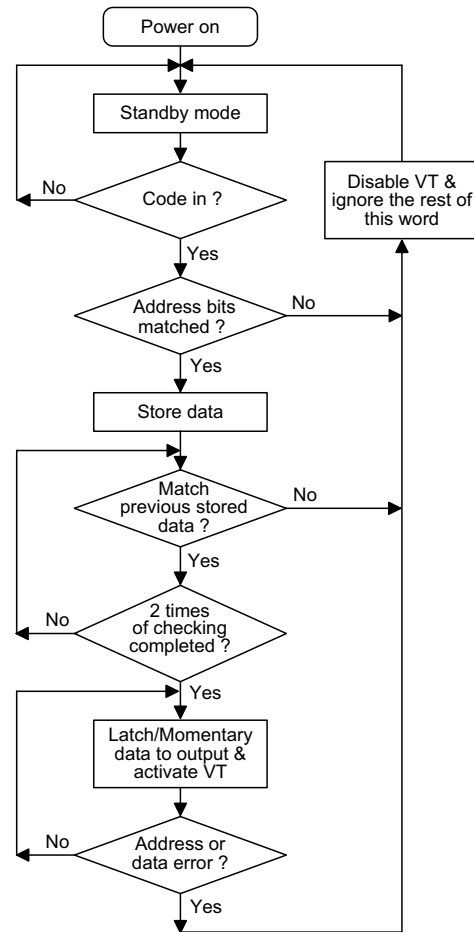 Power on
Standby mode
No
Code in ?
Disable VT &
ignore the rest of
this word
Yes
Address bits
matched ?
No
Yes
Store data
Match
previous stored
data ?
No
Yes
No
2 times
of checking
completed ?
Yes
Latch/Momentary
data to output &
activate VT
No
Address or
data error ?
Yes